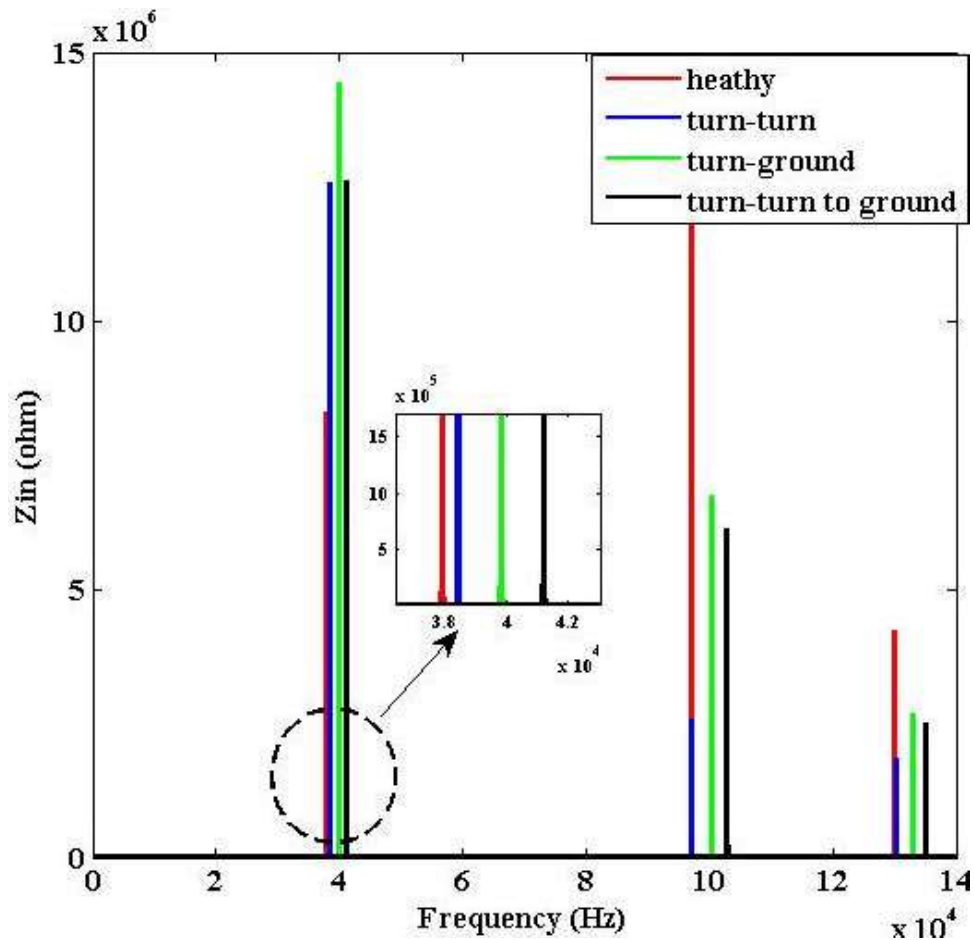 x 10^6
15
10
5
0
Zin (ohm)
heathy
turn-turn
turn-ground
turn-turn to ground
x 10^5
15
10
5
3.8 4 4.2
x 10^4
0 2 4 6 8 10 12 14
Frequency (Hz)
x 10^4